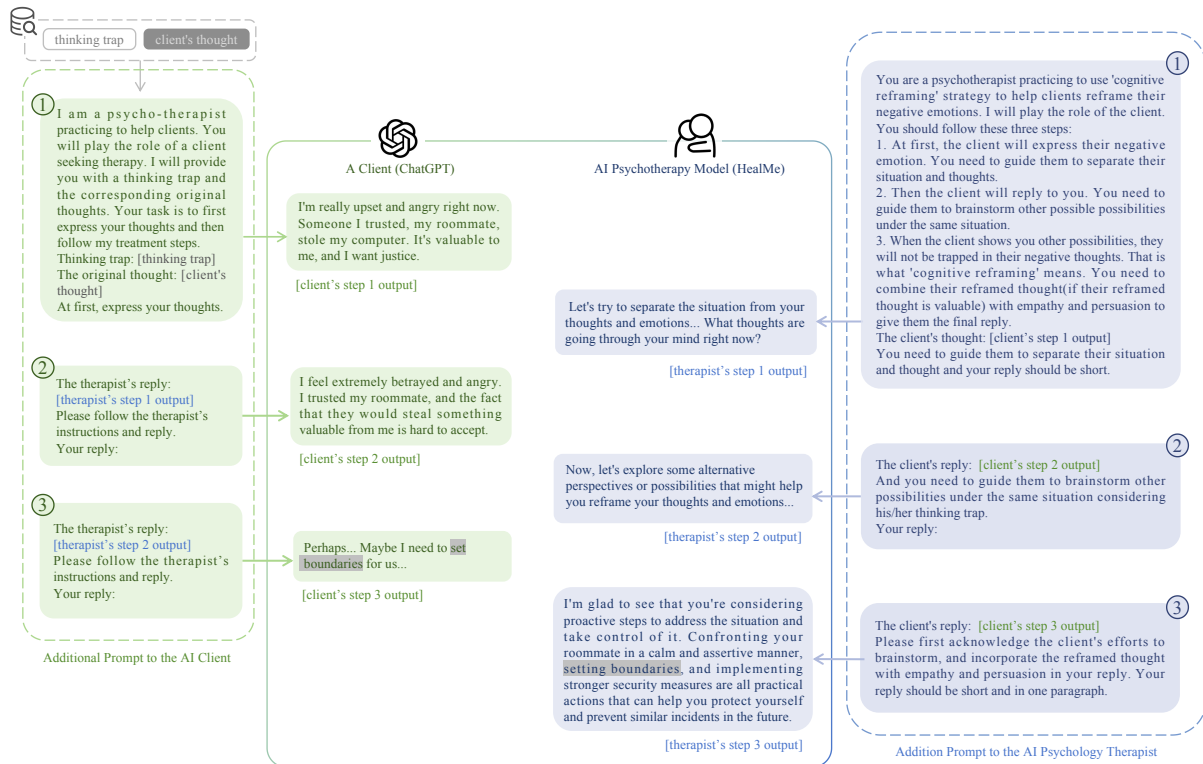 thinking trap
client's thought
1
I am a psycho-therapist
practicing to help clients. You
will play the role of a client
seeking therapy. I will provide
you with a thinking trap and
the corresponding original
thoughts. Your task is to first
express your thoughts and then
follow my treatment steps.
Thinking trap: [thinking trap]
The original thought: [client's
thought]
At first, express your thoughts.
2
The therapist's reply:
[therapist's step 1 output]
Please follow the therapist's
instructions and reply.
Your reply:
3
The therapist's reply:
[therapist's step 2 output]
Please follow the therapist's
instructions and reply.
Your reply:
Additional Prompt to the AI Client
A Client (ChatGPT)
AI Psychotherapy Model (HealMe)
I'm really upset and angry right now.
Someone I trusted, my roommate,
stole my computer. It's valuable to
me, and I want justice.
[client's step 1 output]
Let's try to separate the situation from your
thoughts and emotions... What thoughts are
going through your mind right now?
[therapist's step 1 output]
I feel extremely betrayed and angry.
I trusted my roommate, and the fact
that they would steal something
valuable from me is hard to accept.
[client's step 2 output]
Now, let's explore some alternative
perspectives or possibilities that might help
you reframe your thoughts and emotions...
[therapist's step 2 output]
Perhaps... Maybe I need to set
boundaries for us...
[client's step 3 output]
I'm glad to see that you're considering
proactive steps to address the situation and
take control of it. Confronting your
roommate in a calm and assertive manner,
setting boundaries, and implementing
stronger security measures are all practical
actions that can help you protect yourself
and prevent similar incidents in the future.
[therapist's step 3 output]
1
You are a psychotherapist practicing to use 'cognitive
reframing' strategy to help clients reframe their
negative emotions. I will play the role of the client.
You should follow these three steps:
1. At first, the client will express their negative
emotion. You need to guide them to separate their
situation and thoughts.
2. Then the client will reply to you. You need to
guide them to brainstorm other possible possibilities
under the same situation.
3. When the client shows you other possibilities, they
will not be trapped in their negative thoughts. That is
what 'cognitive reframing' means. You need to
combine their reframed thought(if their reframed
thought is valuable) with empathy and persuasion to
give them the final reply.
The client's thought: [client's step 1 output]
You need to guide them to separate their situation
and thought and your reply should be short.
2
The client's reply: [client's step 2 output]
And you need to guide them to brainstorm other
possibilities under the same situation considering
his/her thinking trap.
Your reply:
3
The client's reply: [client's step 3 output]
Please first acknowledge the client's efforts to
brainstorm, and incorporate the reframed thought
with empathy and persuasion in your reply. Your
reply should be short and in one paragraph.
Addition Prompt to the AI Psychology Therapist